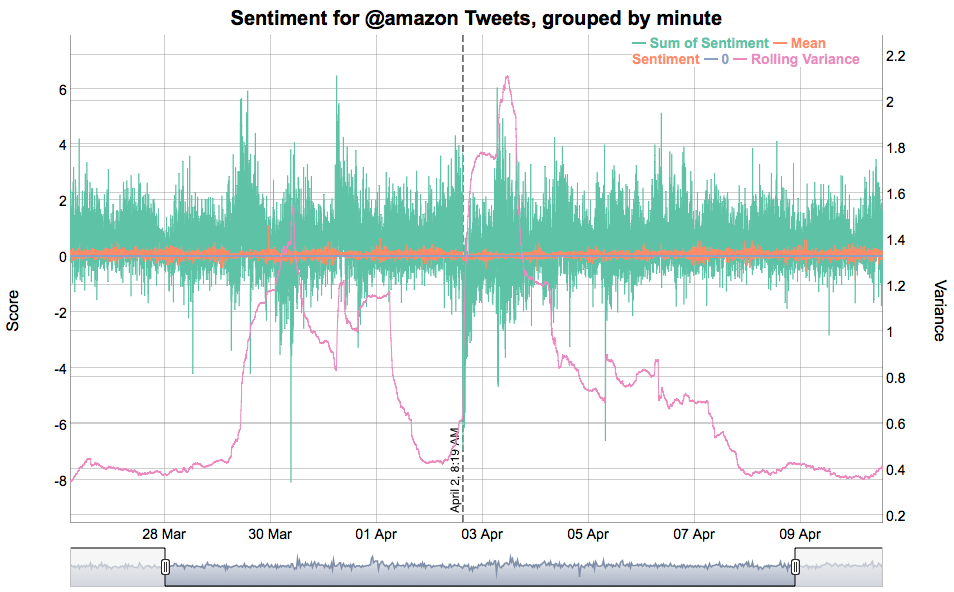 Sentiment for @amazon Tweets, grouped by minute
— Sum of Sentiment — Mean
Sentiment — 0 — Rolling Variance
6
4
2
0
-2
-4
-6
-8
Score
2.2
2
1.8
1.6
1.4
1.2
1
0.8
0.6
0.4
0.2
Variance
April 2, 8:19 AM
28 Mar
30 Mar
01 Apr
03 Apr
05 Apr
07 Apr
09 Apr